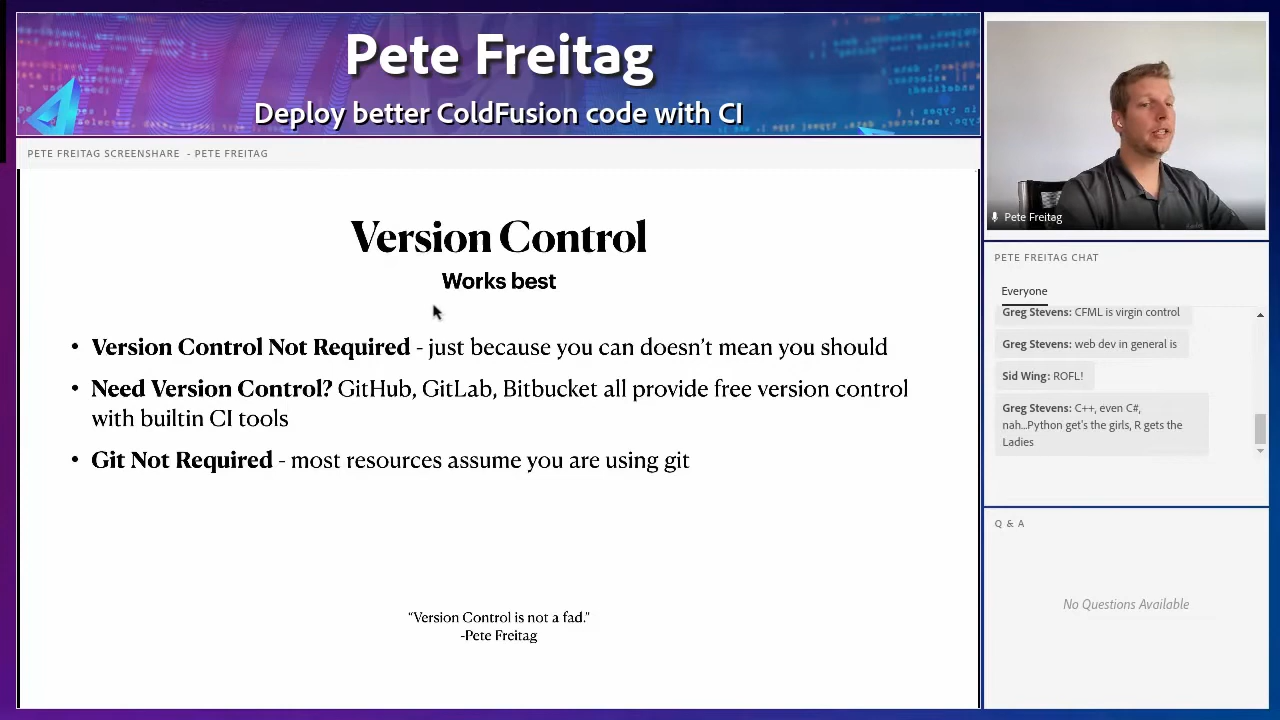 Pete Freitag
Deploy better ColdFusion code with CI
PETE FREITAG SCREENSHARE - PETE FREITAG
Version Control
Works best
• Version Control Not Required - just because you can doesn't mean you should
• Need Version Control? GitHub, GitLab, Bitbucket all provide free version control
with builtin CI tools
• Git Not Required - most resources assume you are using git
“Version Control is not a fad.”
-Pete Freitag
Pete Freitag
PETE FREITAG CHAT
Everyone
Greg Stevens: CFML is virgin control
Greg Stevens: web dev in general is
Sid Wing: ROFL!
Greg Stevens: C++, even C#,
nah...Python get's the girls, R gets the
Ladies
Q & A
No Questions Available